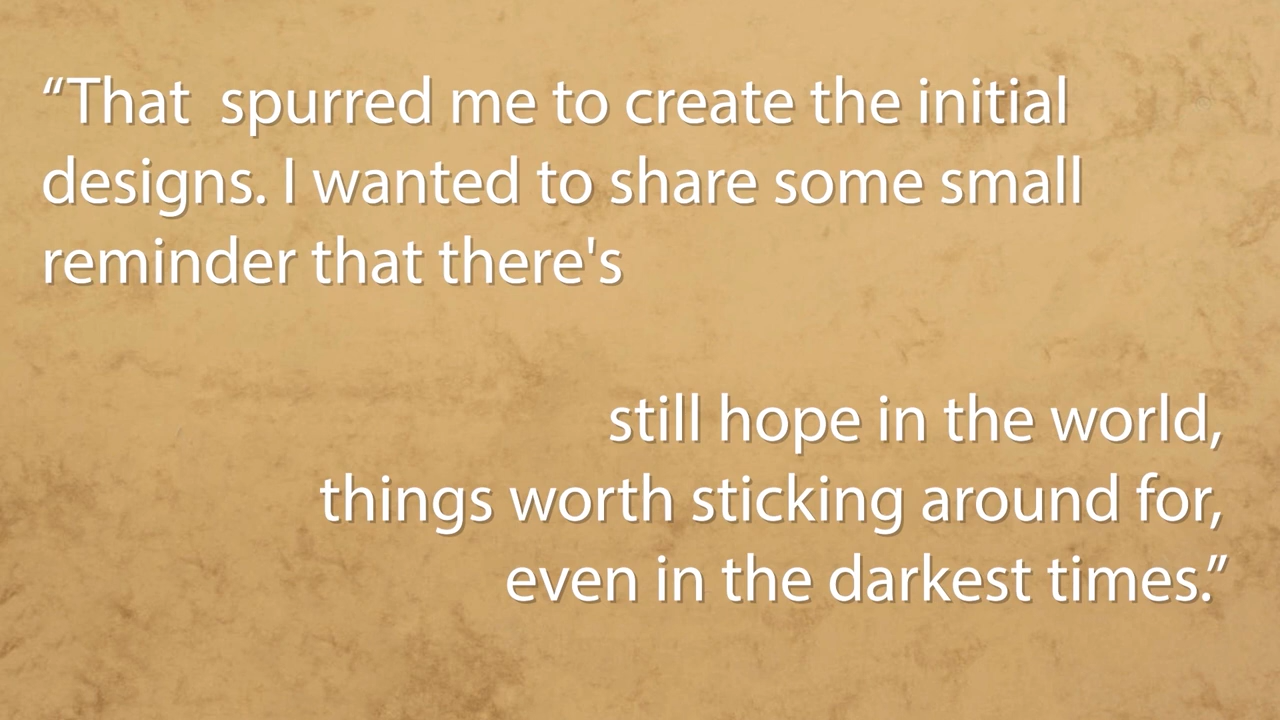 “That  spurred me to create the initial
designs. I wanted to share some small
reminder that there's
still hope in the world,
things worth sticking around for,
even in the darkest times.”